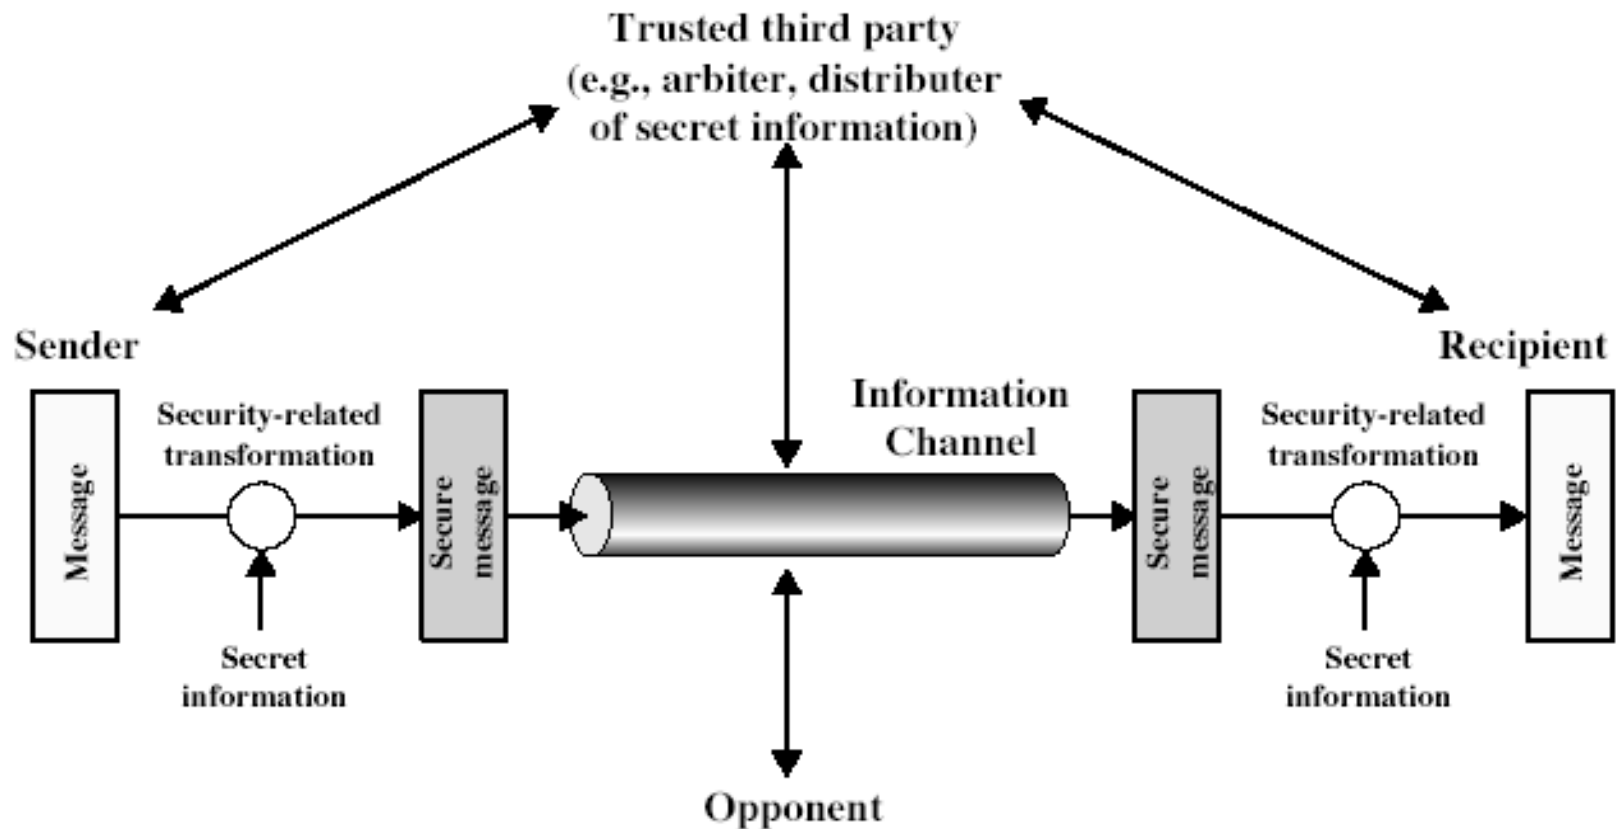 Trusted third party
(e.g., arbiter, distributer
of secret information)
Sender
Recipient
Message
Security-related
transformation
Secret
information
Secure
message
Information
Channel
Secure
message
Security-related
transformation
Secret
information
Message
Opponent